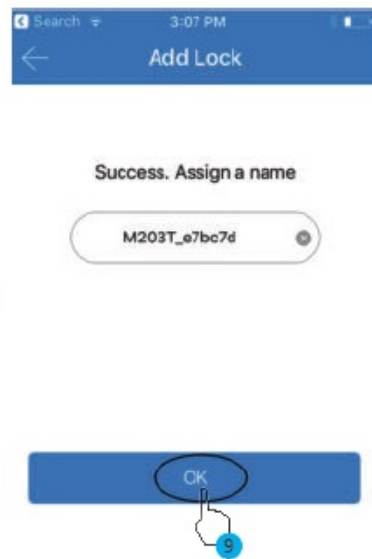 Search 3:07 PM
Add Lock
Success. Assign a name
M203T_e7bc7d
OK
9